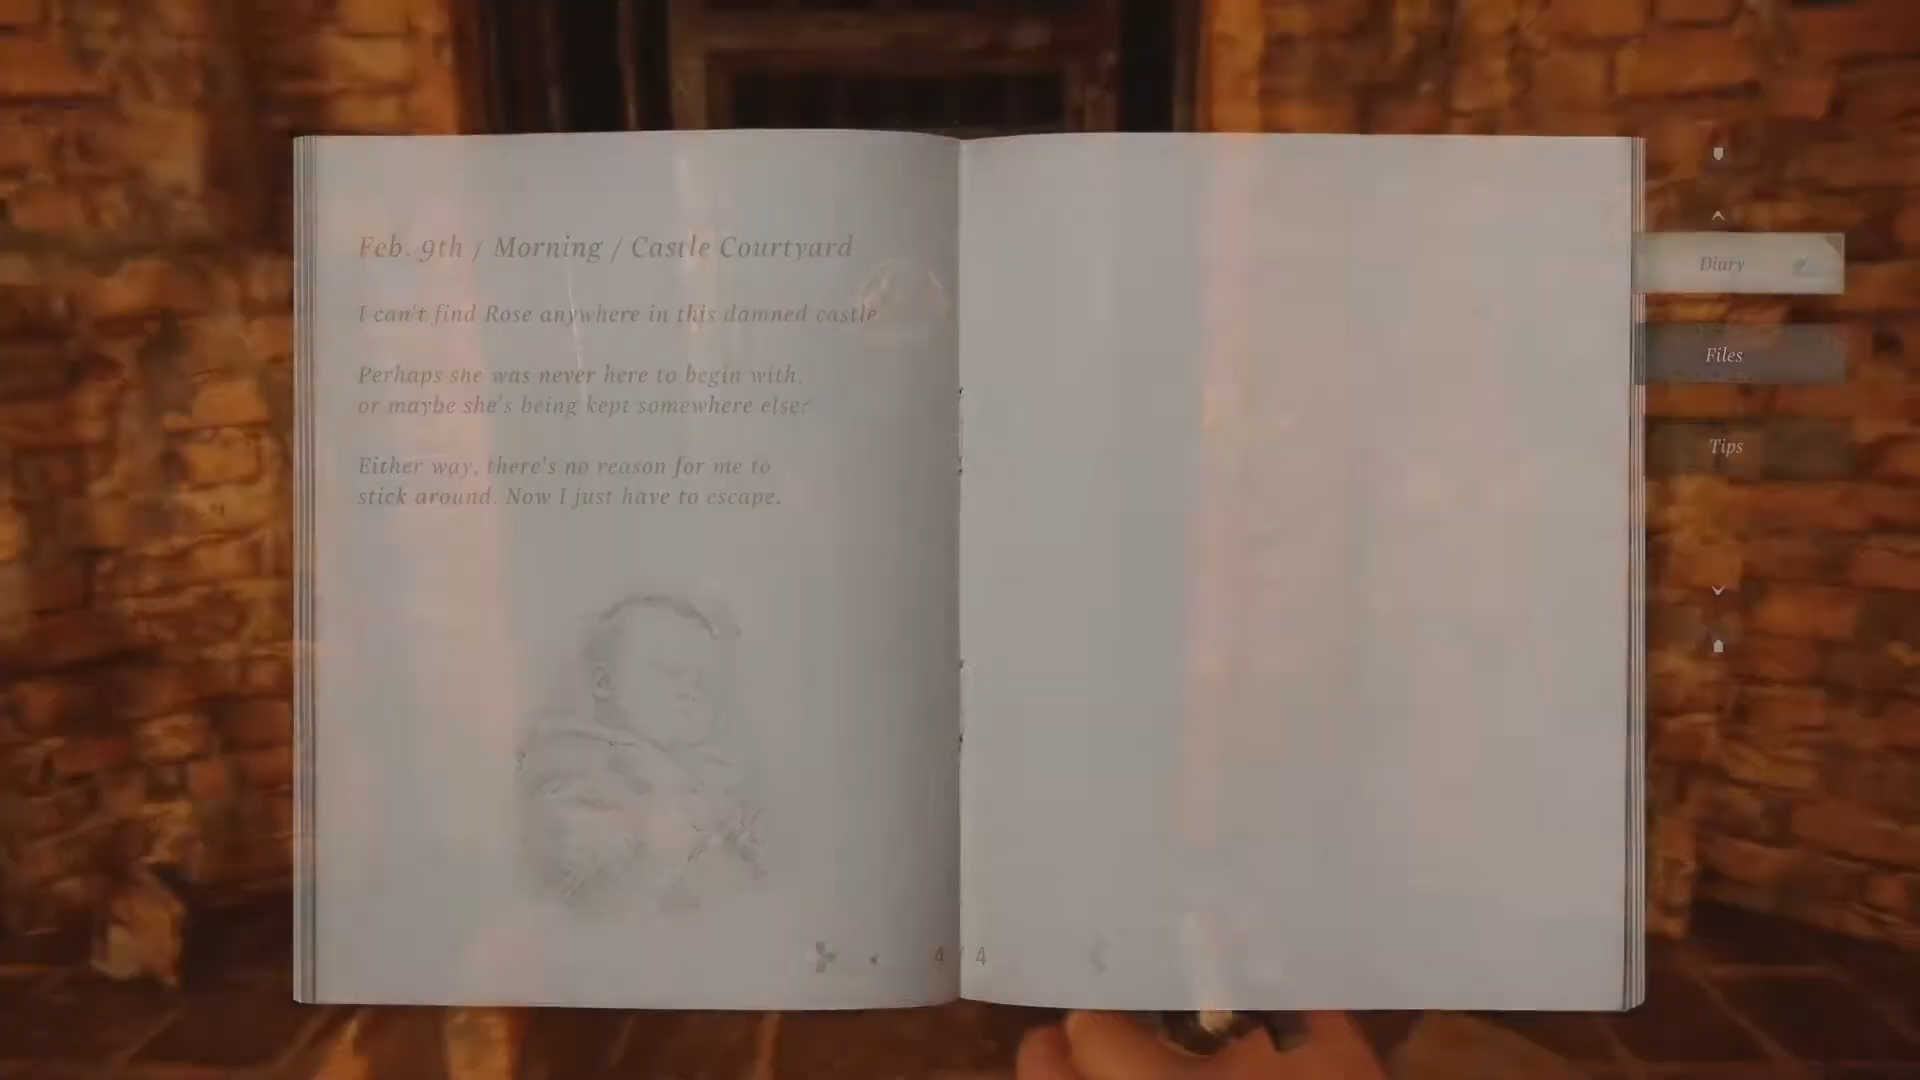 Feb. 9th / Morning / Castle Courtyard
I can't find Rose anywhere in this damned castle.
Perhaps she was never here to begin with,
or maybe she's being kept somewhere else?
Either way, there's no reason for me to
stick around. Now I just have to escape.
4 / 4
Diary
Files
Tips